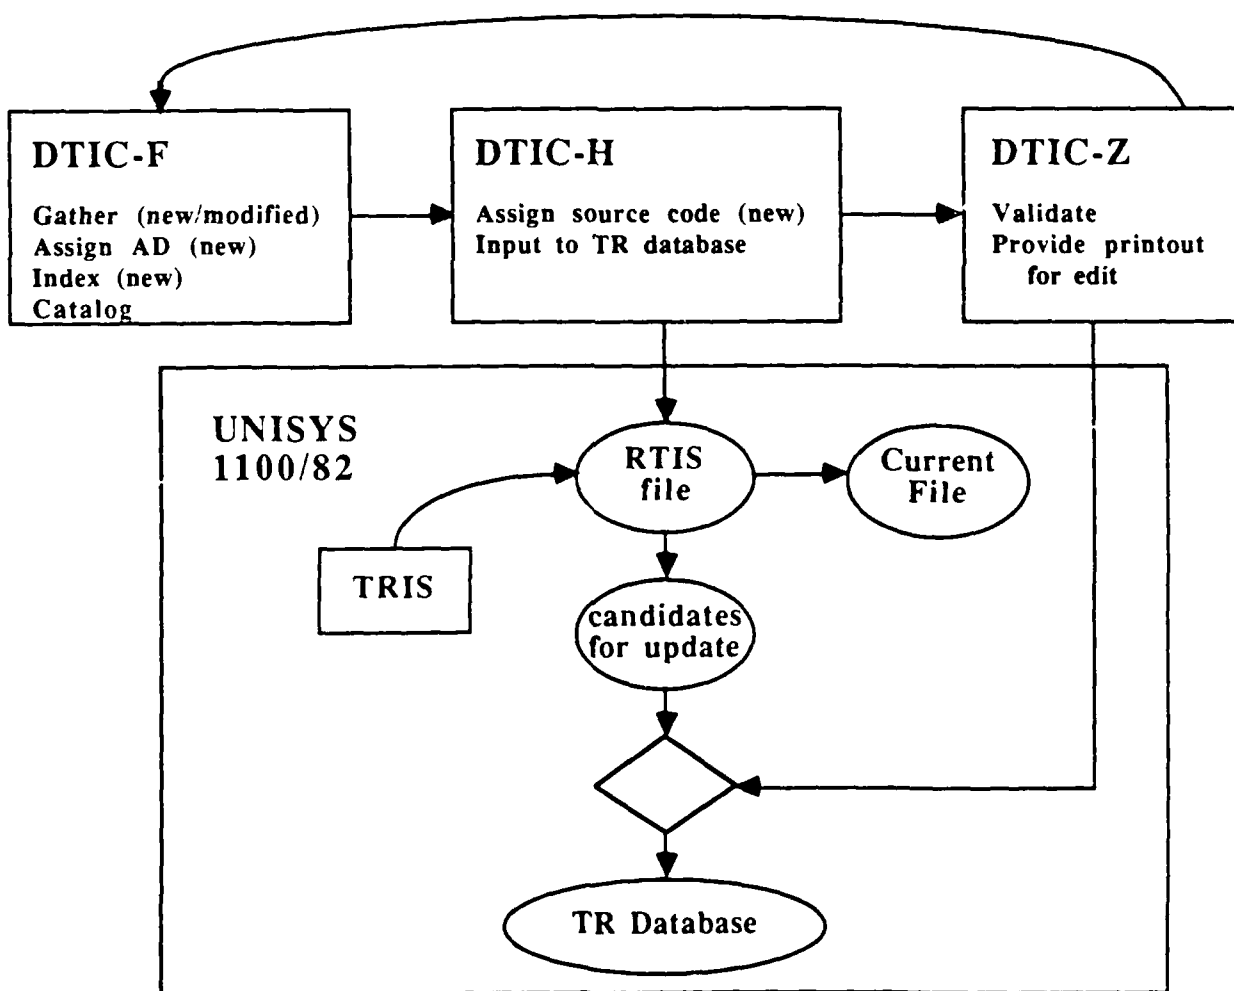 DTIC-F
Gather (new/modified)
Assign AD (new)
Index (new)
Catalog
DTIC-H
Assign source code (new)
Input to TR database
DTIC-Z
Validate
Provide printout
for edit
UNISYS
1100/82
RTIS
file
Current
File
TRIS
candidates
for update
TR Database